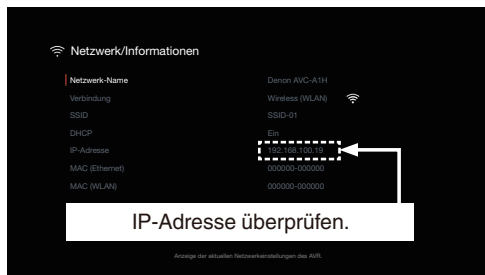 Netzwerk/Informationen
Netzwerk-Name Denon AVC-A1H
Verbindung Wireless (WLAN)
SSID SSID-01
DHCP Ein
IP-Adresse 192.168.100.19
MAC (Ethernet) 000000-000000
MAC (WLAN) 000000-000000
IP-Adresse überprüfen.
Anzeige der aktuellen Netzwerkeinstellungen des AVR.